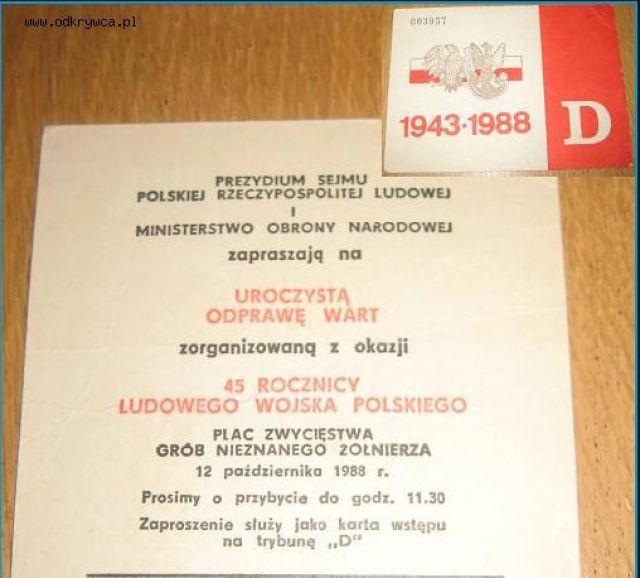 www.odkrywca.pl
003957
1943·1988
D
PREZYDIUM SEJMU
POLSKIEJ RZECZYPOSPOLITEJ LUDOWEJ
I
MINISTERSTWO OBRONY NARODOWEJ
zapraszają na
UROCZYSTĄ
ODPRAWĘ WART
zorganizowaną z okazji
45 ROCZNICY
LUDOWEGO WOJSKA POLSKIEGO
PLAC ZWYCIĘSTWA
GRÓB NIEZNANEGO ŻOŁNIERZA
12 października 1988 r.
Prosimy o przybycie do godz. 11.30
Zaproszenie służy jako karta wstępu
na trybunę „D"